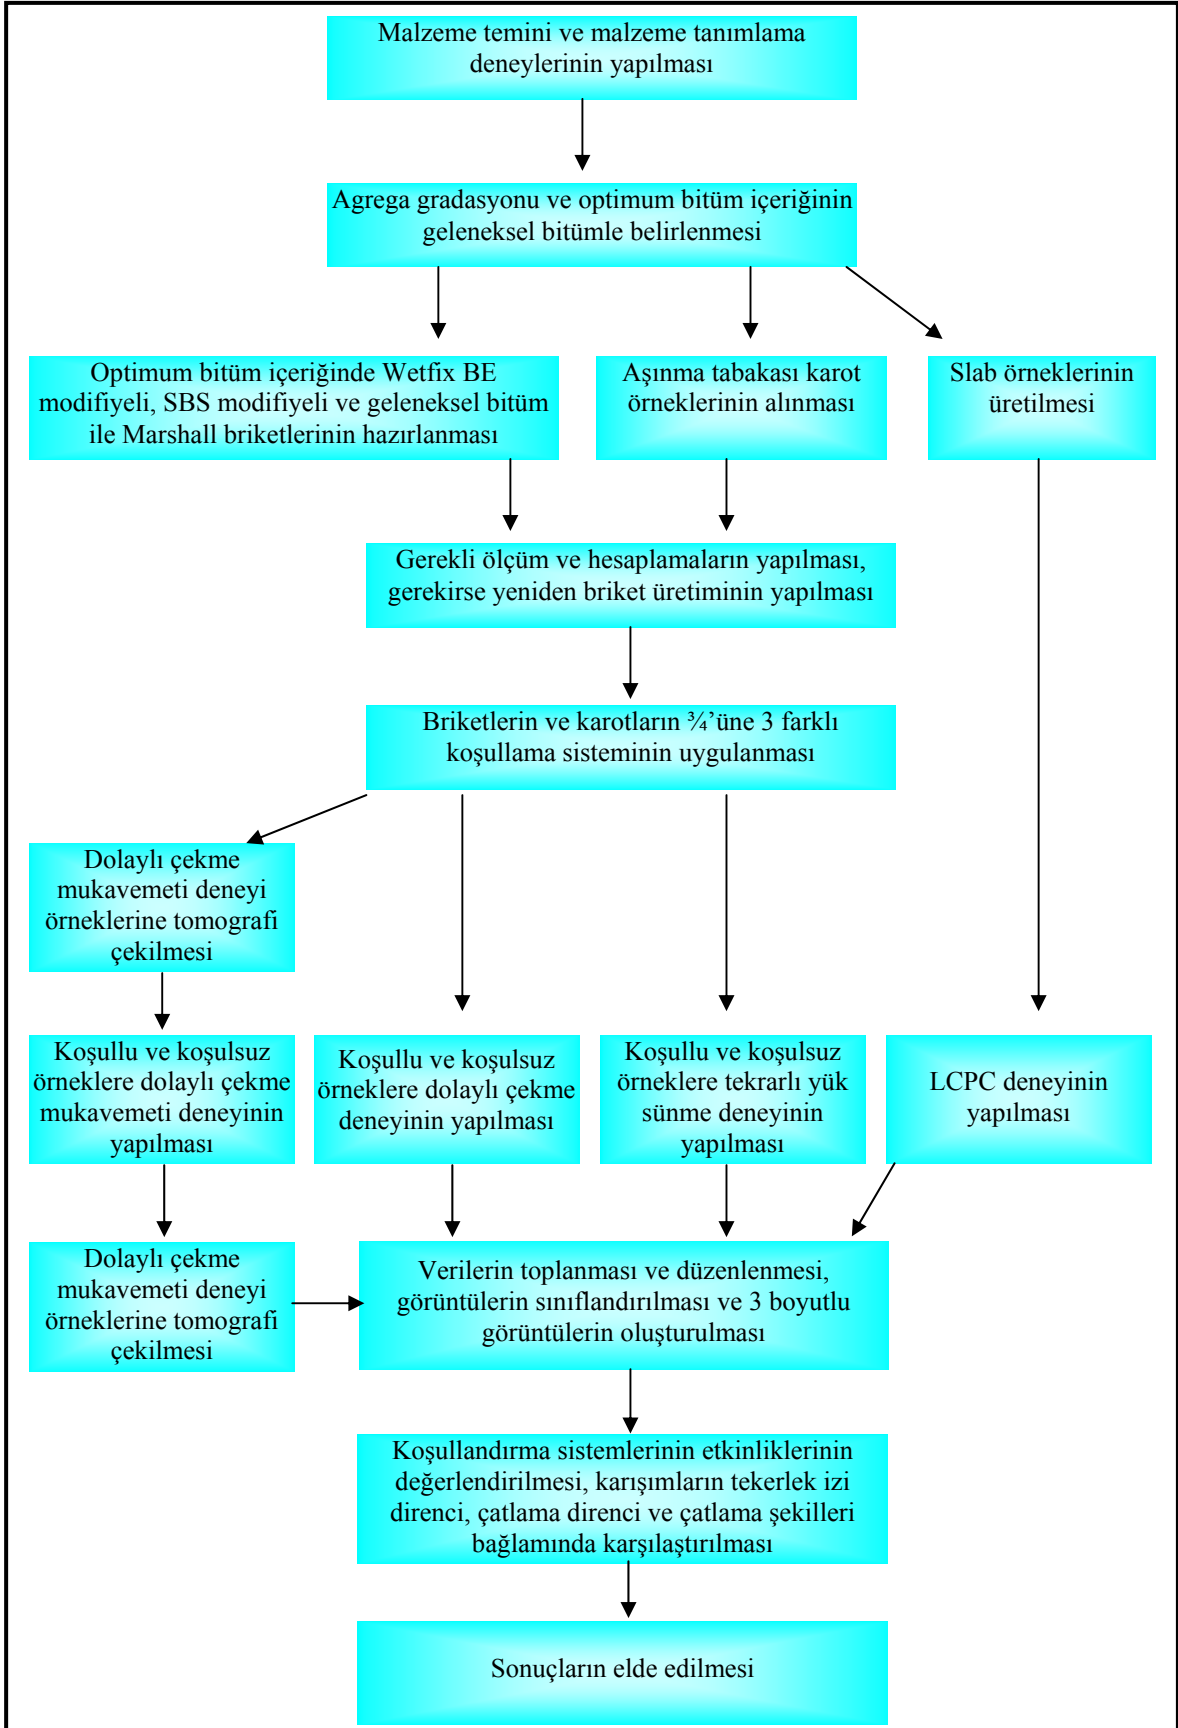 Malzeme temini ve malzeme tanımlama
deneylerinin yapılması
Agrega gradasyonu ve optimum bitüm içeriğinin
geleneksel bitümle belirlenmesi
Optimum bitüm içeriğinde Wetfix BE
modifiyeli, SBS modifiyeli ve geleneksel bitüm
ile Marshall briketlerinin hazırlanması
Aşınma tabakası karot
örneklerinin alınması
Slab örneklerinin
üretilmesi
Gerekli ölçüm ve hesaplamaların yapılması,
gerekirse yeniden briket üretiminin yapılması
Briketlerin ve karotların ¾’üne 3 farklı
koşullama sisteminin uygulanması
Dolaylı çekme
mukavemeti deneyi
örneklerine tomografi
çekilmesi
Koşullu ve koşulsuz
örneklere dolaylı çekme
mukavemeti deneyinin
yapılması
Koşullu ve koşulsuz
örneklere dolaylı çekme
deneyinin yapılması
Koşullu ve koşulsuz
örneklere tekrarlı yük
sünme deneyinin
yapılması
LCPC deneyinin
yapılması
Dolaylı çekme
mukavemeti deneyi
örneklerine tomografi
çekilmesi
Verilerin toplanması ve düzenlenmesi,
görüntülerin sınıflandırılması ve 3 boyutlu
görüntülerin oluşturulması
Koşullandırma sistemlerinin etkinliklerinin
değerlendirilmesi, karışımların tekerlek izi
direnci, çatlama direnci ve çatlama şekilleri
bağlamında karşılaştırılması
Sonuçların elde edilmesi